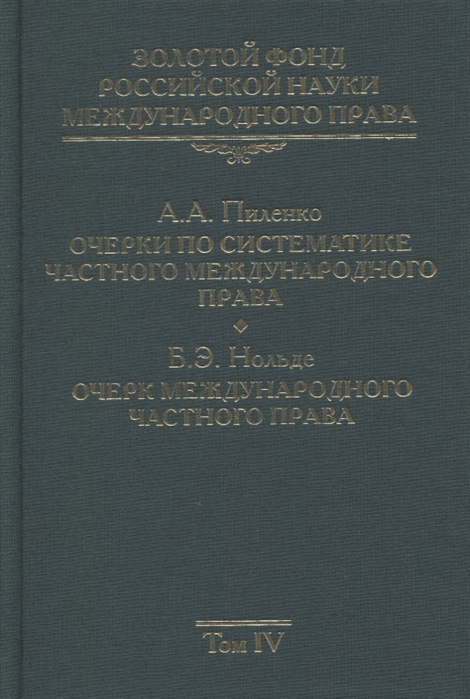 ЗОЛОТОЙ ФОНД
РОССИЙСКОЙ НАУКИ
МЕЖДУНАРОДНОГО ПРАВА
А.А. Пиленко
ОЧЕРКИ ПО СИСТЕМАТИКЕ
ЧАСТНОГО МЕЖДУНАРОДНОГО
ПРАВА
Б.Э. Нольде
ОЧЕРК МЕЖДУНАРОДНОГО
ЧАСТНОГО ПРАВА
Том IV